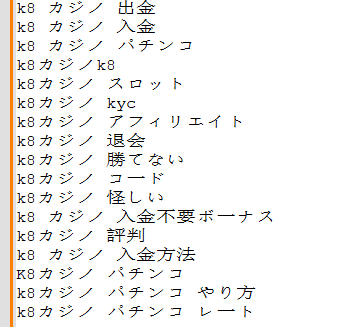 k8 カジノ 出金
k8 カジノ 入金
k8 カジノ パチンコ
k8カジノk8
k8カジノ スロット
k8カジノ kyc
k8カジノ アフィリエイト
k8カジノ 退会
k8カジノ 勝てない
k8カジノ コード
k8カジノ 怪しい
k8 カジノ 入金不要ボーナス
k8カジノ 評判
k8 カジノ 入金方法
K8カジノ パチンコ
k8カジノ パチンコ やり方
k8カジノ パチンコ レート